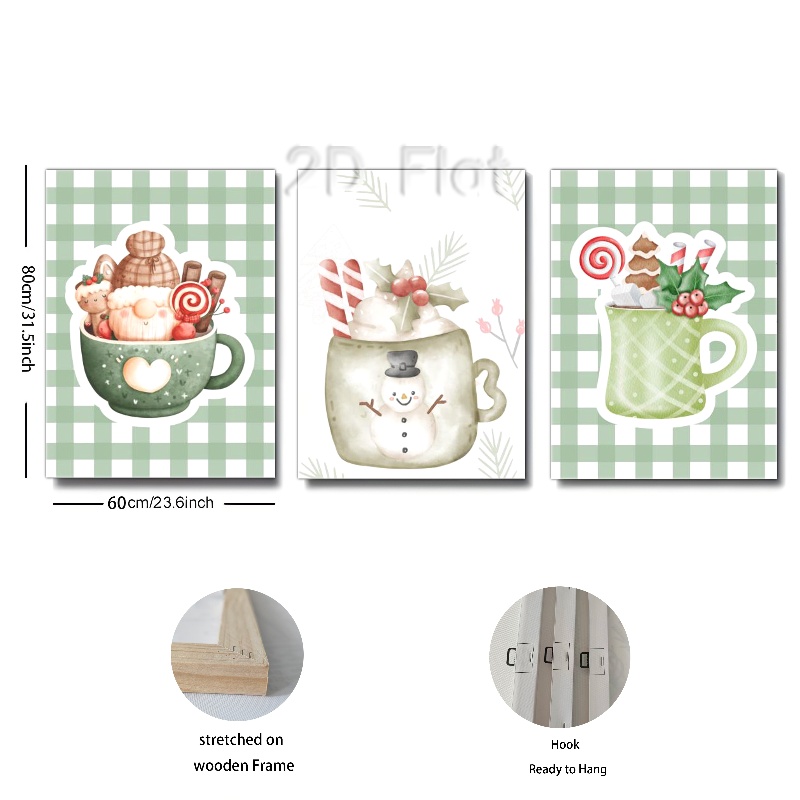 2D Flat
80cm/31.5inch
60cm/23.6inch
stretched on
wooden Frame
Hook
Ready to Hang